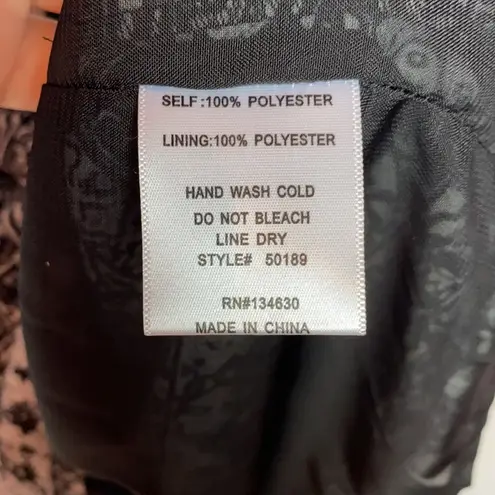 SELF:100% POLYESTER
LINING:100% POLYESTER
HAND WASH COLD
DO NOT BLEACH
LINE DRY
STYLE# 50189
RN#134630
MADE IN CHINA